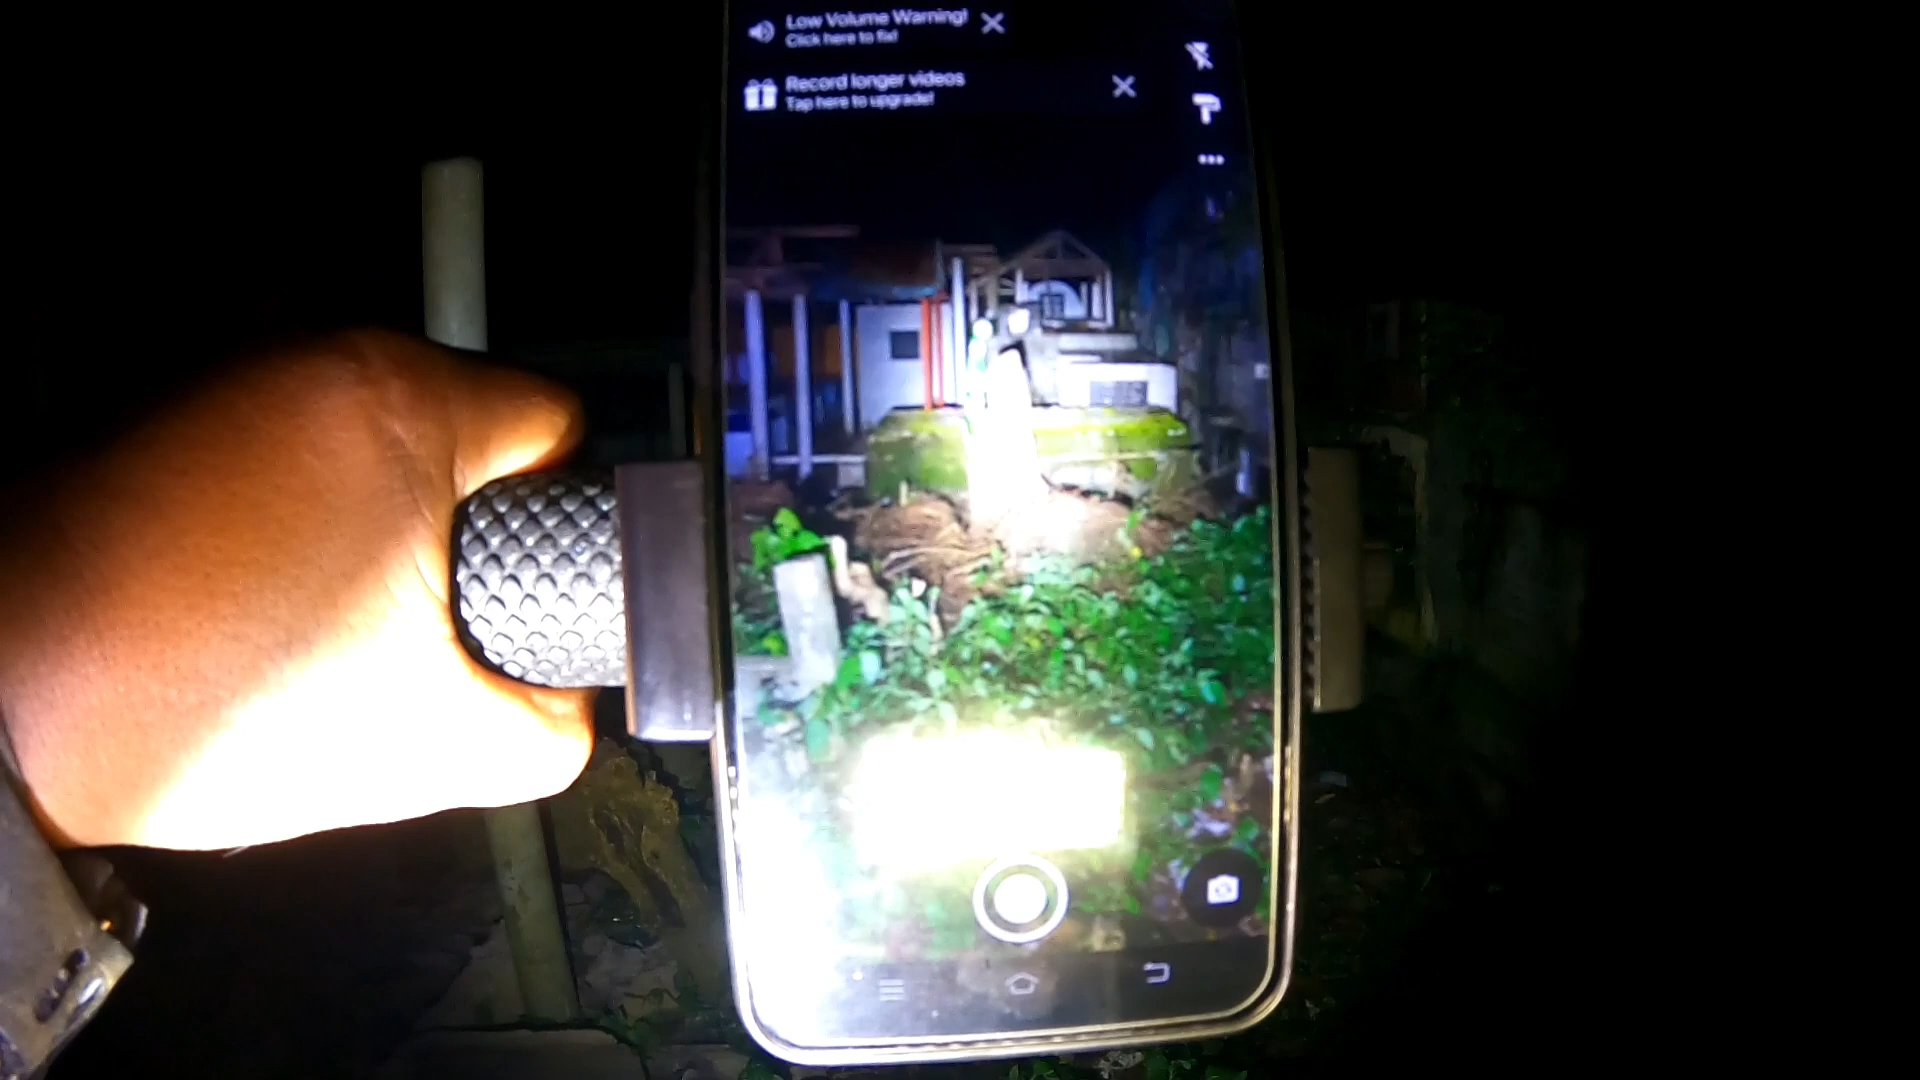 Low Volume Warning!
Click here to fix!
Record longer videos
Tap here to upgrade!